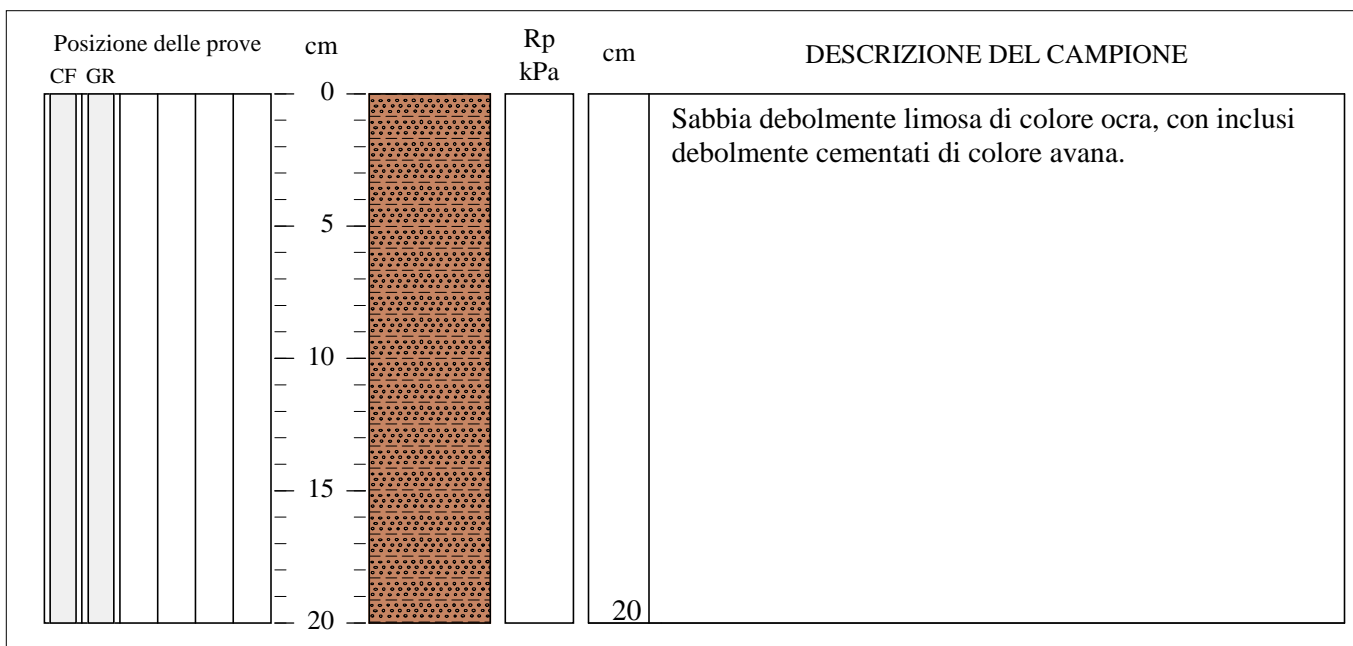 Posizione delle prove
CF GR
cm
Rp
kPa
cm
DESCRIZIONE DEL CAMPIONE
0
5
10
15
20
20
Sabbia debolmente limosa di colore ocra, con inclusi
debolmente cementati di colore avana.